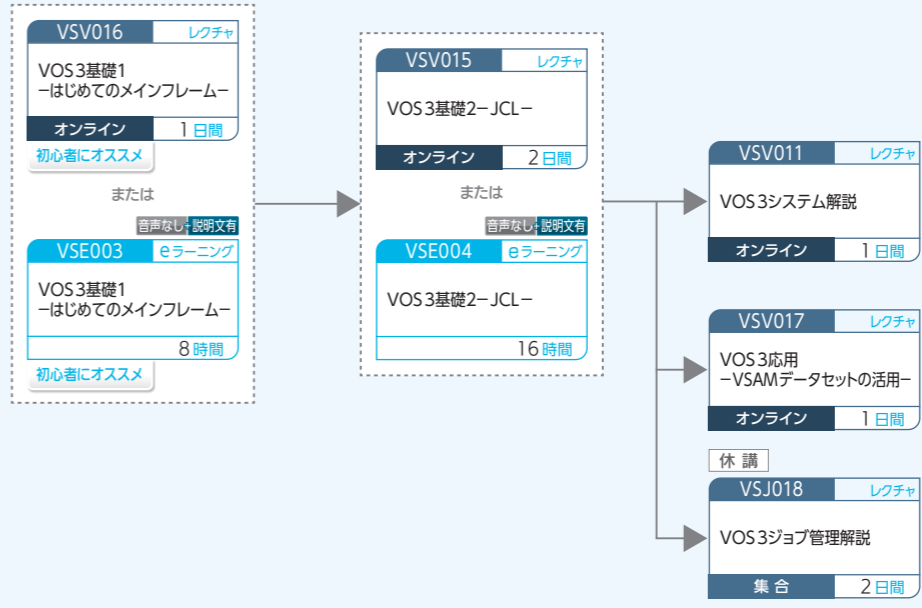 VSV016 レクチャ
VOS3基礎1
−はじめてのメインフレーム−
オンライン 1日間
初心者にオススメ
または
音声なし+説明文有
VSE003 eラーニング
VOS3基礎1
−はじめてのメインフレーム−
8時間
初心者にオススメ
VSV015 レクチャ
VOS3基礎2−JCL−
オンライン 2日間
または
音声なし+説明文有
VSE004 eラーニング
VOS3基礎2−JCL−
16時間
VSV011 レクチャ
VOS3システム解説
オンライン 1日間
VSV017 レクチャ
VOS3応用
−VSAMデータセットの活用−
オンライン 1日間
休講
VSJ018 レクチャ
VOS3ジョブ管理解説
集合 2日間